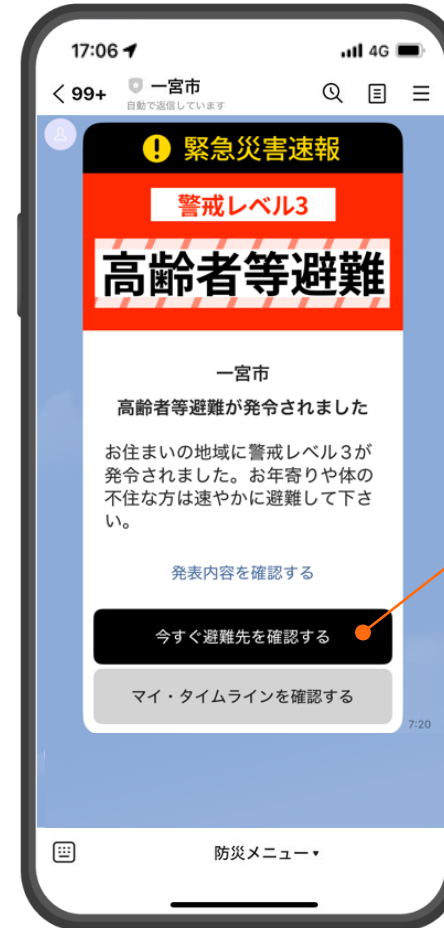 17:06
4G
99+
一宮市
自動で返信しています
緊急災害速報
警戒レベル3
高齢者等避難
一宮市
高齢者等避難が発令されました
お住まいの地域に警戒レベル３が
発令されました。お年寄りや体の
不住な方は速やかに避難して下さ
い。
発表内容を確認する
今すぐ避難先を確認する
マイ・タイムラインを確認する
7:20
防災メニュー▾